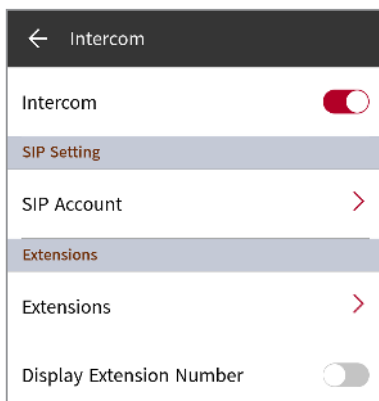 Intercom
Intercom
SIP Setting
SIP Account
Extensions
Extensions
Display Extension Number